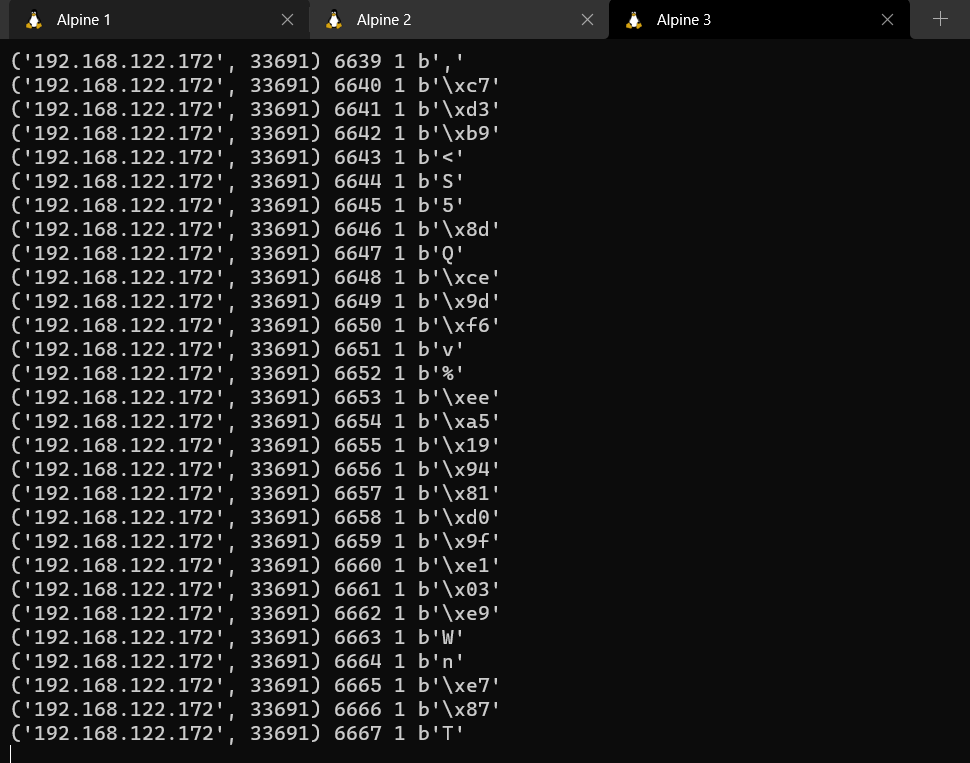 Alpine 1 Alpine 2 Alpine 3
('192.168.122.172', 33691) 6639 1 b','
('192.168.122.172', 33691) 6640 1 b'\xc7'
('192.168.122.172', 33691) 6641 1 b'\xd3'
('192.168.122.172', 33691) 6642 1 b'\xb9'
('192.168.122.172', 33691) 6643 1 b'<'
('192.168.122.172', 33691) 6644 1 b'S'
('192.168.122.172', 33691) 6645 1 b'5'
('192.168.122.172', 33691) 6646 1 b'\x8d'
('192.168.122.172', 33691) 6647 1 b'Q'
('192.168.122.172', 33691) 6648 1 b'\xce'
('192.168.122.172', 33691) 6649 1 b'\x9d'
('192.168.122.172', 33691) 6650 1 b'\xf6'
('192.168.122.172', 33691) 6651 1 b'v'
('192.168.122.172', 33691) 6652 1 b'%'
('192.168.122.172', 33691) 6653 1 b'\xee'
('192.168.122.172', 33691) 6654 1 b'\xa5'
('192.168.122.172', 33691) 6655 1 b'\x19'
('192.168.122.172', 33691) 6656 1 b'\x94'
('192.168.122.172', 33691) 6657 1 b'\x81'
('192.168.122.172', 33691) 6658 1 b'\xd0'
('192.168.122.172', 33691) 6659 1 b'\x9f'
('192.168.122.172', 33691) 6660 1 b'\xe1'
('192.168.122.172', 33691) 6661 1 b'\x03'
('192.168.122.172', 33691) 6662 1 b'\xe9'
('192.168.122.172', 33691) 6663 1 b'W'
('192.168.122.172', 33691) 6664 1 b'n'
('192.168.122.172', 33691) 6665 1 b'\xe7'
('192.168.122.172', 33691) 6666 1 b'\x87'
('192.168.122.172', 33691) 6667 1 b'T'